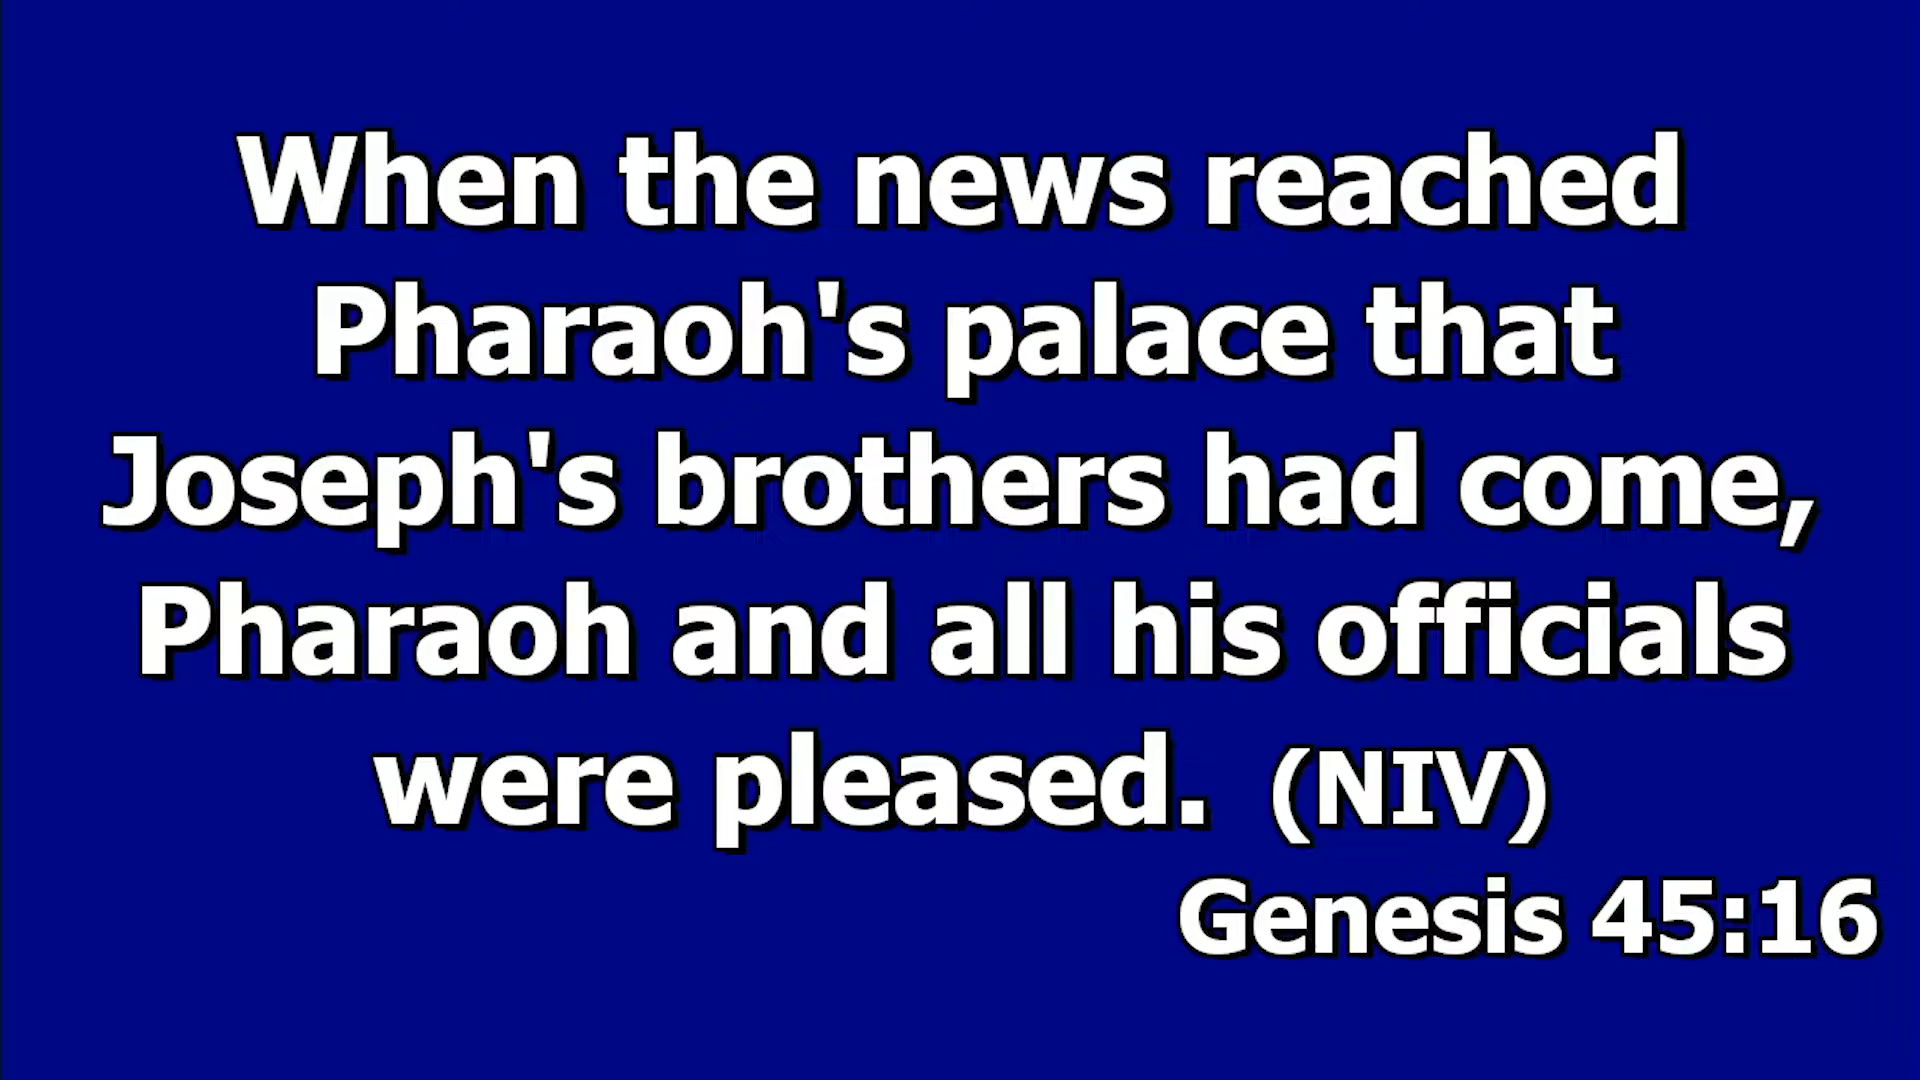 When the news reached
Pharaoh's palace that
Joseph's brothers had come,
Pharaoh and all his officials
were pleased. (NIV)
Genesis 45:16